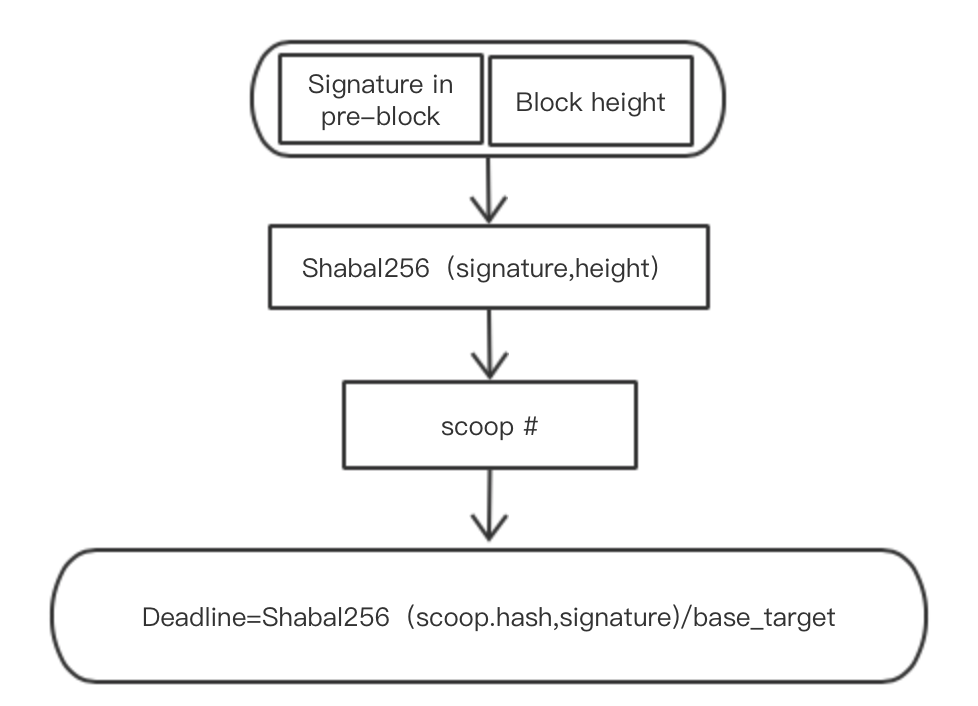 Signature in
pre-block
Block height
Shabal256（signature,height）
scoop #
Deadline=Shabal256（scoop.hash,signature)/base_target